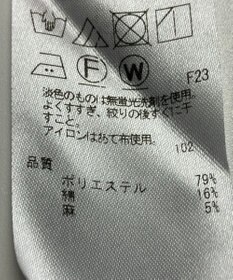 F W F23
淡色のものは無蛍光洗剤を使用。
よくすすぎ、絞りの後すぐに干
すこと。
アイロンはあて布使用。
102
品質
ポリエステル 79%
綿 16%
麻 5%